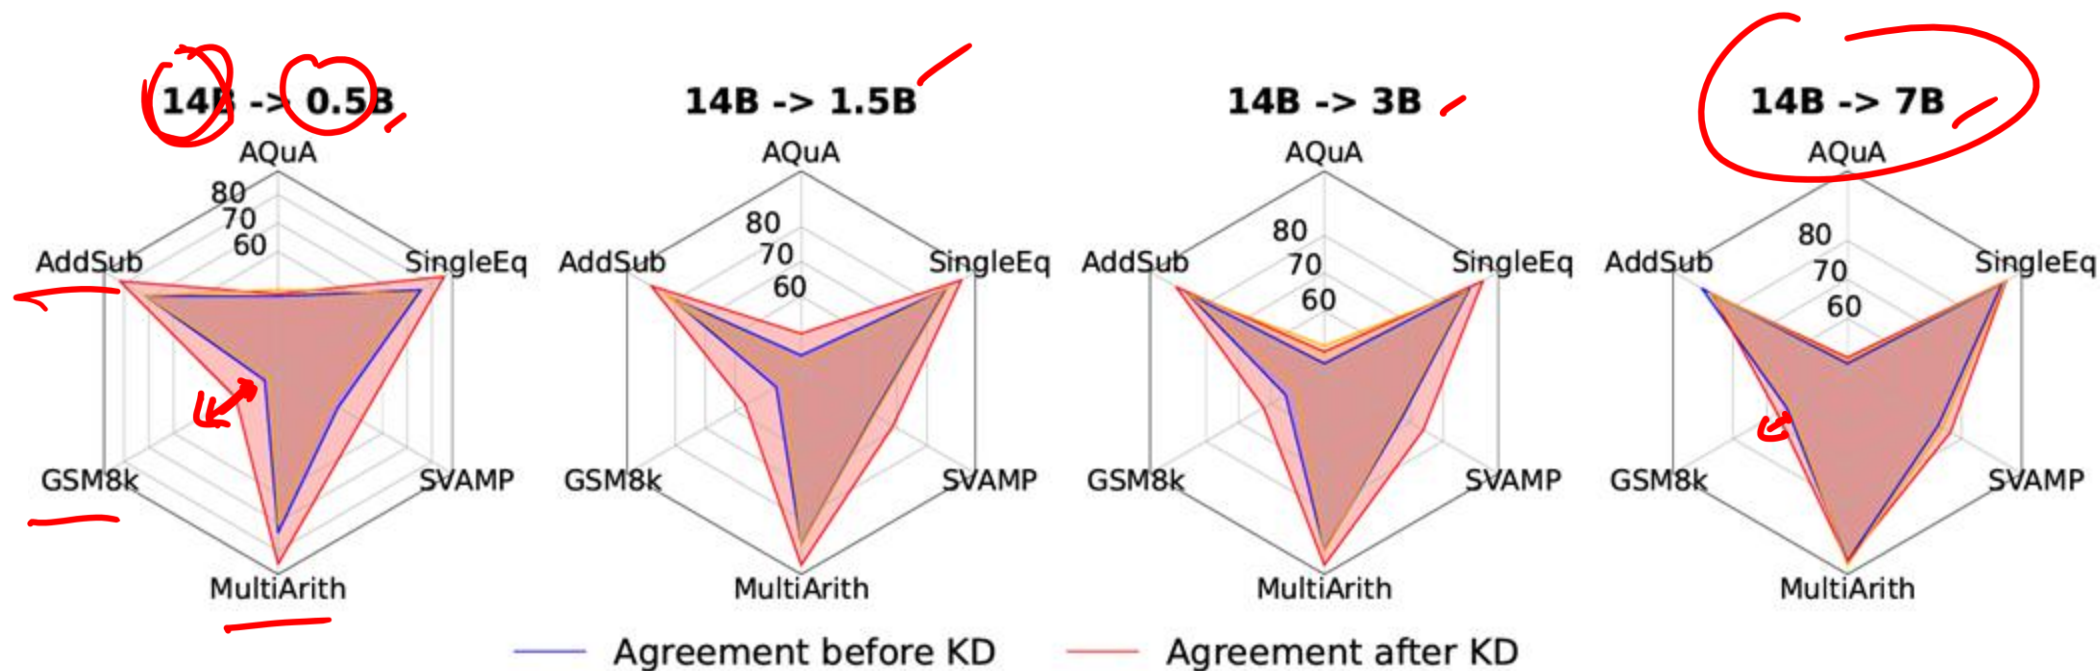 14B -> 0.5B
14B -> 1.5B
14B -> 3B
14B -> 7B
AQuA
AQuA
AQuA
AQuA
80
70
60
80
70
60
80
70
60
80
70
60
AddSub
SingleEq
AddSub
SingleEq
AddSub
SingleEq
AddSub
SingleEq
GSM8k
SVAMP
GSM8k
SVAMP
GSM8k
SVAMP
GSM8k
SVAMP
MultiArith
MultiArith
MultiArith
MultiArith
Agreement before KD
Agreement after KD